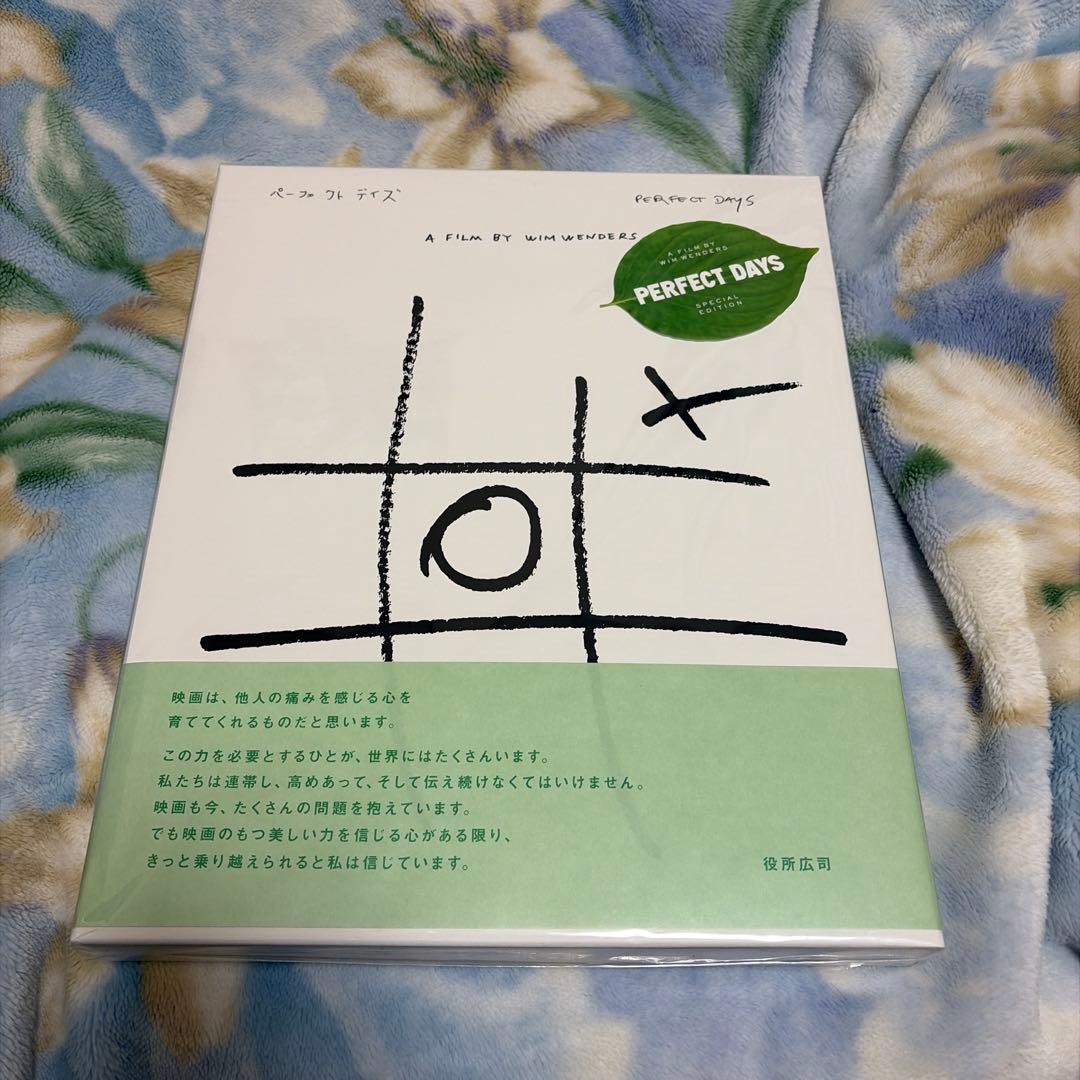 パーフェクト デイズ
PERFECT DAYS
A FILM BY WIM WENDERS
A FILM BY
WIM WENDERS
PERFECT DAYS
SPECIAL
EDITION
映画は、他人の痛みを感じる心を
育ててくれるものだと思います。
この力を必要とするひとが、世界にはたくさんいます。
私たちは連帯し、高めあって、そして伝え続けなくてはいけません。
映画も今、たくさんの問題を抱えています。
でも映画のもつ美しい力を信じる心がある限り、
きっと乗り越えられると私は信じています。
役所広司